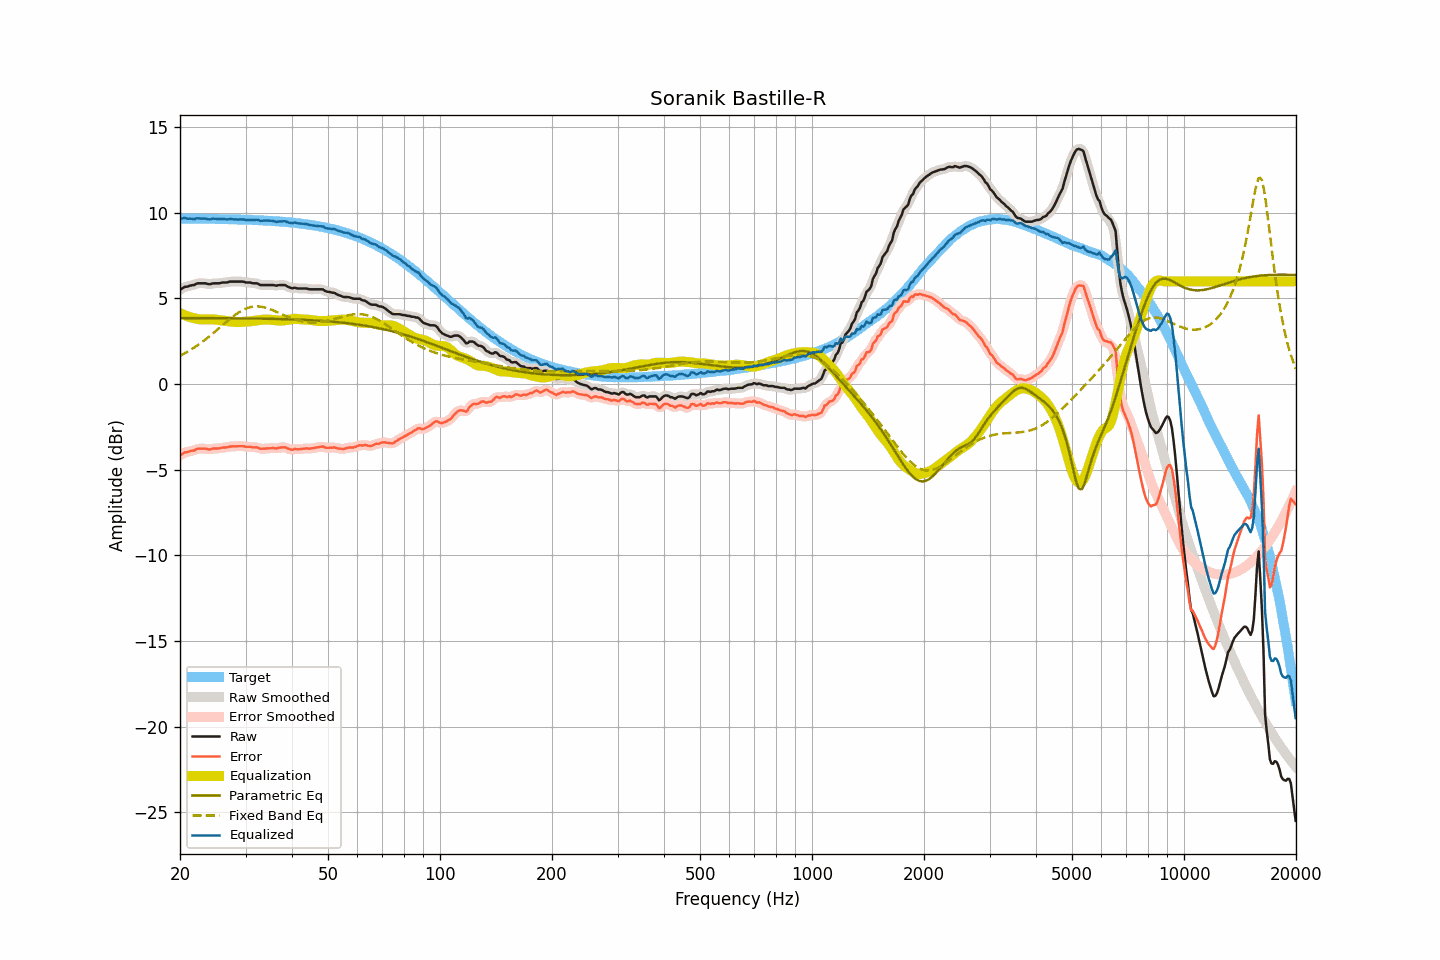 Soranik Bastille-R
15
10
5
0
−5
−10
−15
−20
−25
Amplitude (dBr)
Target
Raw Smoothed
Error Smoothed
Raw
Error
Equalization
Parametric Eq
Fixed Band Eq
Equalized
20 50 100 200 500 1000 2000 5000 10000 20000
Frequency (Hz)